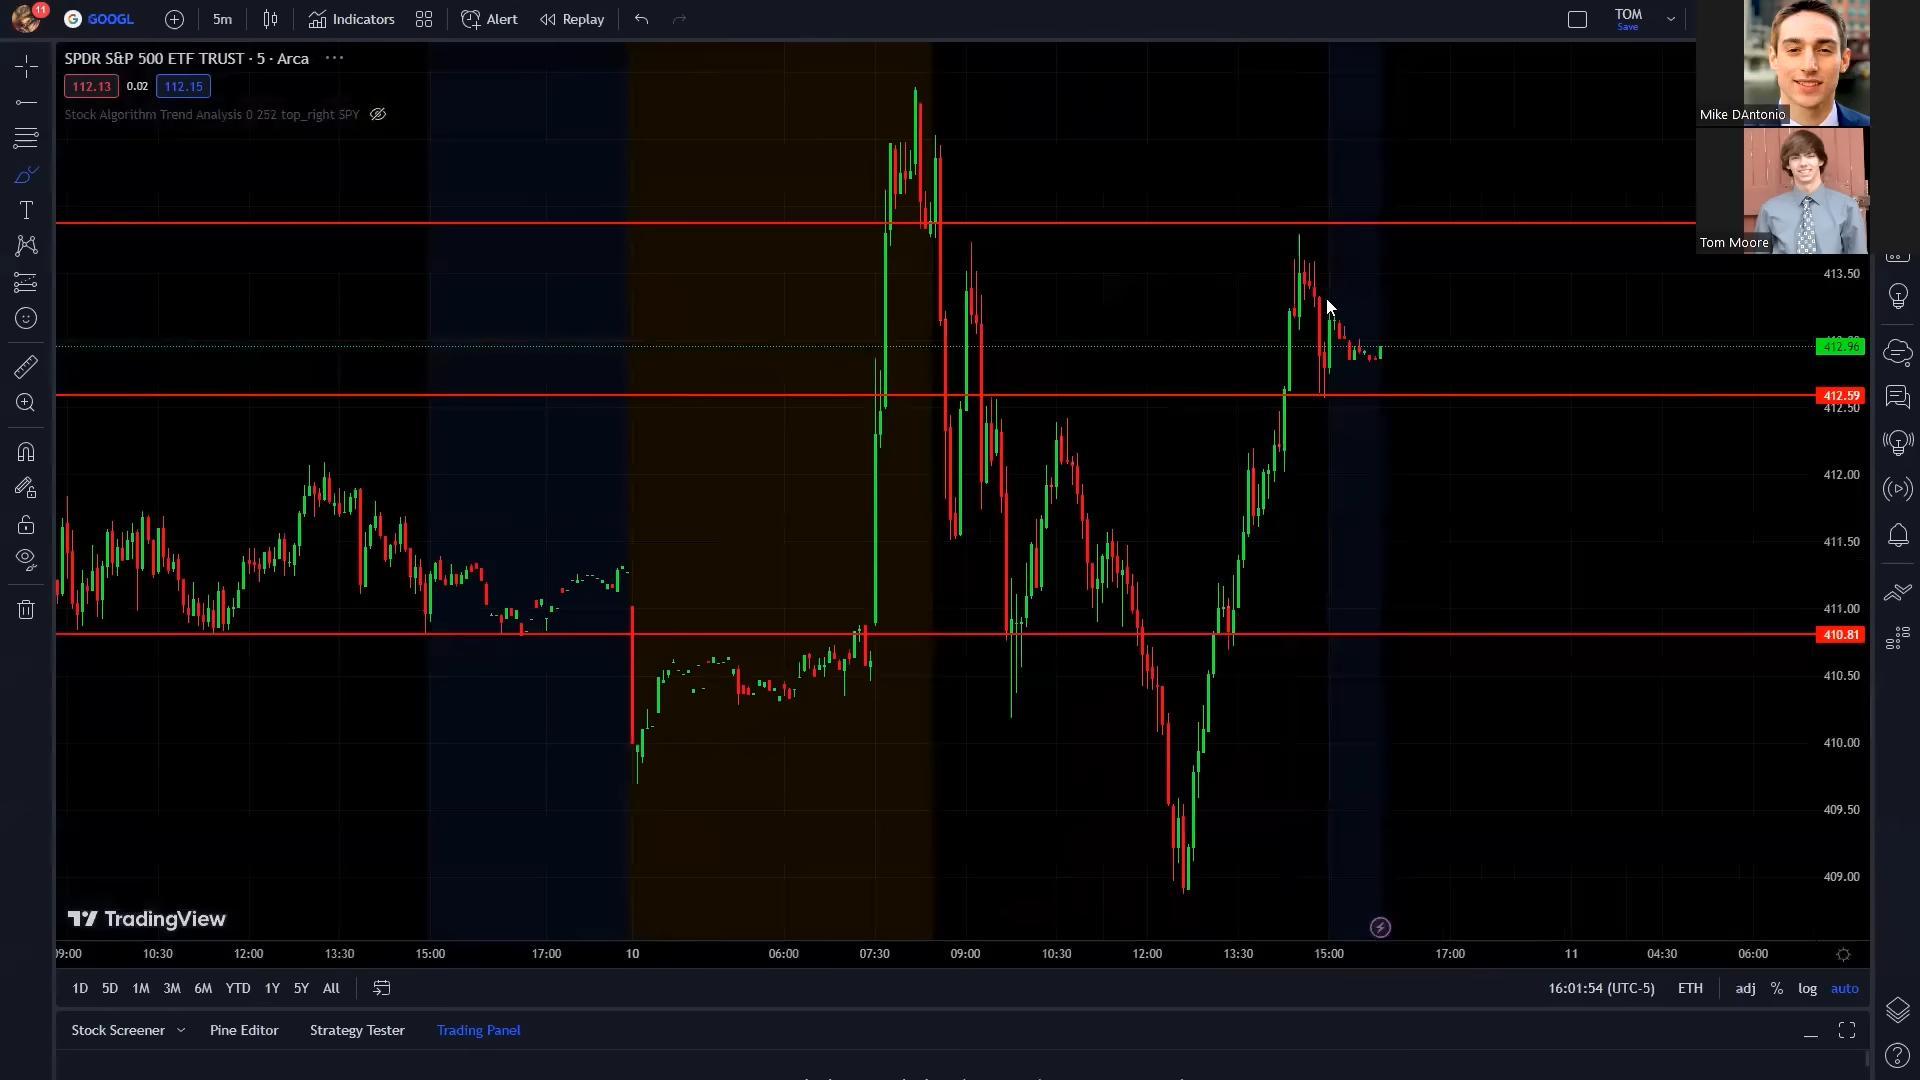 11
GOOGL
5m
Indicators
Alert
Replay
TOM
Save
SPDR S&P 500 ETF TRUST · 5 · Arca
112.13
0.02
112.15
Stock Algorithm Trend Analysis 0 252 top_right SPY
Mike DAntonio
Tom Moore
413.50
412.96
412.59
412.50
412.00
411.50
411.00
410.81
410.50
410.00
409.50
409.00
TradingView
09:00
10:30
12:00
13:30
15:00
17:00
10
06:00
07:30
09:00
10:30
12:00
13:30
15:00
17:00
11
04:30
06:00
1D
5D
1M
3M
6M
YTD
1Y
5Y
All
16:01:54 (UTC-5)
ETH
adj
%
log
auto
Stock Screener
Pine Editor
Strategy Tester
Trading Panel